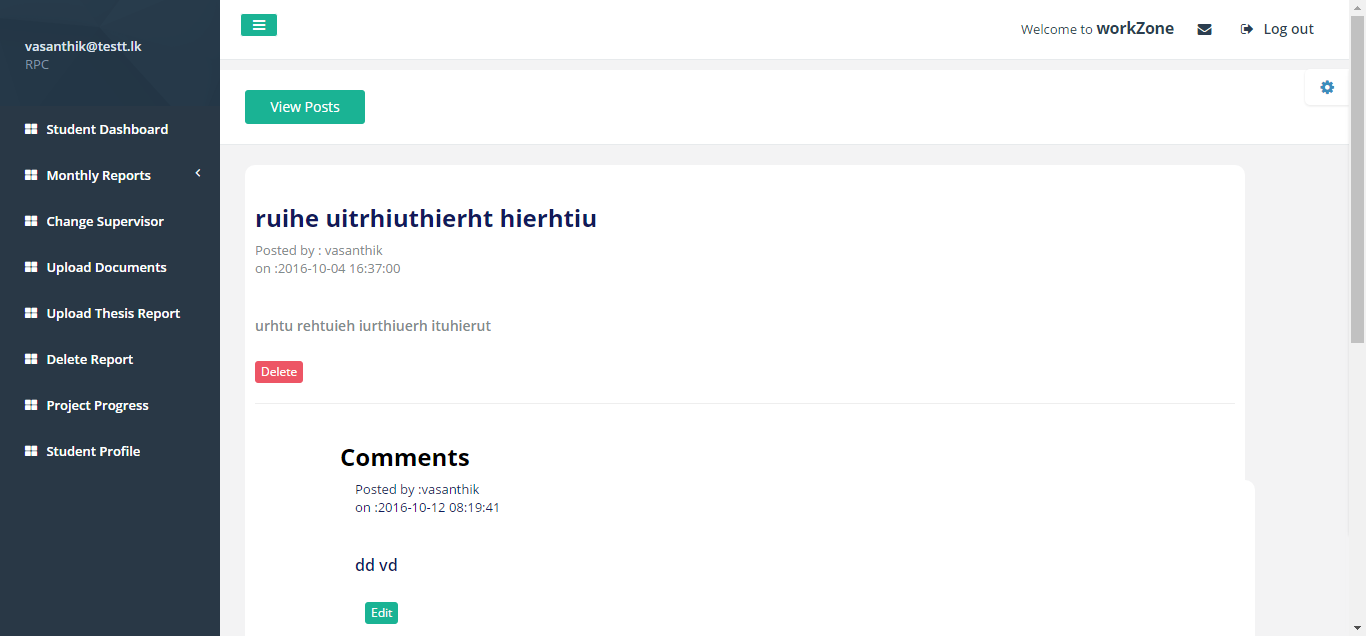 vasanthik@testt.lk
RPC
Student Dashboard
Monthly Reports
Change Supervisor
Upload Documents
Upload Thesis Report
Delete Report
Project Progress
Student Profile
Welcome to workZone
Log out
View Posts
ruihe uitrhiuthierht hierhtiu
Posted by : vasanthik
on :2016-10-04 16:37:00
urhtu rehtuieh iurthiuerh ituhierut
Delete
Comments
Posted by :vasanthik
on :2016-10-12 08:19:41
dd vd
Edit